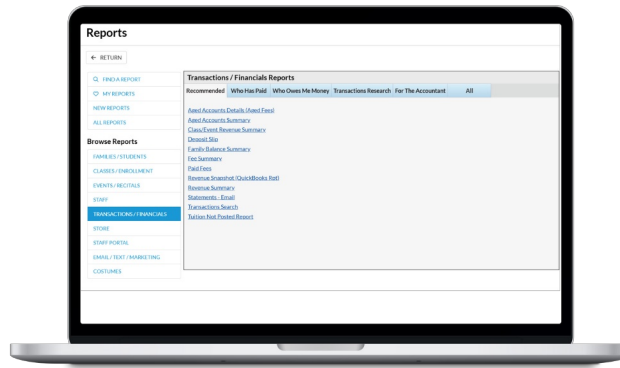 Reports
← RETURN
FIND A REPORT
MY REPORTS
NEW REPORTS
ALL REPORTS
Browse Reports
FAMILIES / STUDENTS
CLASSES / ENROLLMENT
EVENTS / RECITALS
STAFF
TRANSACTIONS / FINANCIALS
STORE
STAFF PORTAL
EMAIL / TEXT / MARKETING
COSTUMES
Transactions / Financials Reports
Recommended Who Has Paid Who Owes Me Money Transactions Research For The Accountant All
Aged Accounts Details (Aged Fees)
Aged Accounts Summary
Class/Event Revenue Summary
Deposit Slip
Family Balance Summary
Fee Summary
Paid Fees
Revenue Snapshot (QuickBooks Rpt)
Revenue Summary
Statements - Email
Transactions Search
Tuition Not Posted Report